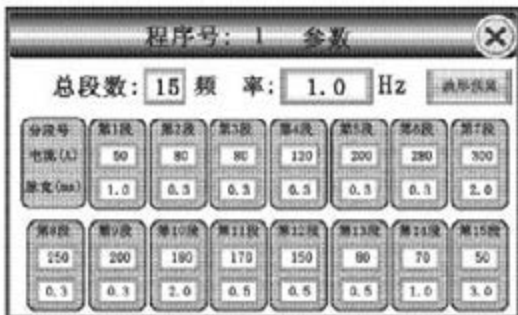 程序号: 1 参数
总段数: 15 频 率: 1.0 Hz 波形预览
分段号 第1段 第2段 第3段 第4段 第5段 第6段 第7段
电流(A) 50 80 80 120 200 280 300
脉宽(ms) 1.0 0.3 0.3 0.3 0.3 0.3 2.0
第8段 第9段 第10段 第11段 第12段 第13段 第14段 第15段
250 200 180 170 150 80 70 50
0.3 0.3 2.0 0.5 0.5 0.5 1.0 3.0